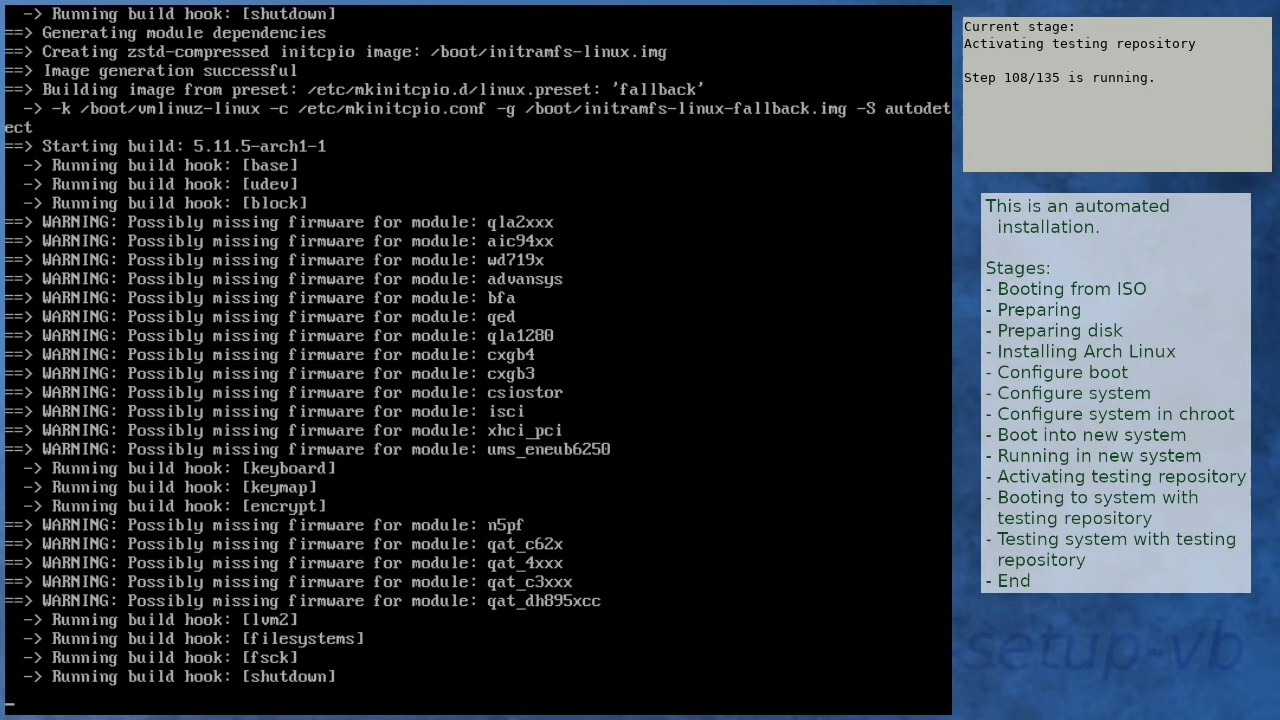 -> Running build hook: [shutdown]
==> Generating module dependencies
==> Creating zstd-compressed initcpio image: /boot/initramfs-linux.img
==> Image generation successful
==> Building image from preset: /etc/mkinitcpio.d/linux.preset: 'fallback'
  -> -k /boot/vmlinuz-linux -c /etc/mkinitcpio.conf -g /boot/initramfs-linux-fallback.img -S autodet
ect
==> Starting build: 5.11.5-arch1-1
  -> Running build hook: [base]
  -> Running build hook: [udev]
  -> Running build hook: [block]
==> WARNING: Possibly missing firmware for module: qla2xxx
==> WARNING: Possibly missing firmware for module: aic94xx
==> WARNING: Possibly missing firmware for module: wd719x
==> WARNING: Possibly missing firmware for module: advansys
==> WARNING: Possibly missing firmware for module: bfa
==> WARNING: Possibly missing firmware for module: qed
==> WARNING: Possibly missing firmware for module: qla1280
==> WARNING: Possibly missing firmware for module: cxgb4
==> WARNING: Possibly missing firmware for module: cxgb3
==> WARNING: Possibly missing firmware for module: csiostor
==> WARNING: Possibly missing firmware for module: isci
==> WARNING: Possibly missing firmware for module: xhci_pci
==> WARNING: Possibly missing firmware for module: ums_eneub6250
  -> Running build hook: [keyboard]
  -> Running build hook: [keymap]
  -> Running build hook: [encrypt]
==> WARNING: Possibly missing firmware for module: n5pf
==> WARNING: Possibly missing firmware for module: qat_c62x
==> WARNING: Possibly missing firmware for module: qat_4xxx
==> WARNING: Possibly missing firmware for module: qat_c3xxx
==> WARNING: Possibly missing firmware for module: qat_dh895xcc
  -> Running build hook: [lvm2]
  -> Running build hook: [filesystems]
  -> Running build hook: [fsck]
  -> Running build hook: [shutdown]
_
Current stage:
Activating testing repository
Step 108/135 is running.
This is an automated
installation.
Stages:
- Booting from ISO
- Preparing
- Preparing disk
- Installing Arch Linux
- Configure boot
- Configure system
- Configure system in chroot
- Boot into new system
- Running in new system
- Activating testing repository
- Booting to system with
testing repository
- Testing system with testing
repository
- End
setup-vb